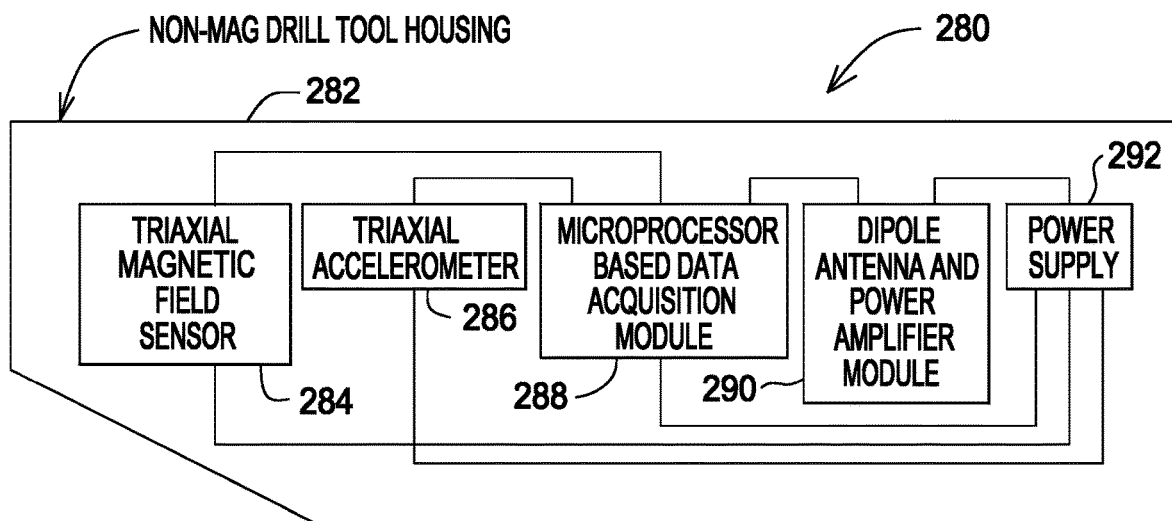 NON-MAG DRILL TOOL HOUSING
280
282
292
TRIAXIAL
MAGNETIC
FIELD
SENSOR
TRIAXIAL
ACCELEROMETER
MICROPROCESSOR
BASED DATA
ACQUISITION
MODULE
DIPOLE
ANTENNA AND
POWER
AMPLIFIER
MODULE
POWER
SUPPLY
284
286
288
290